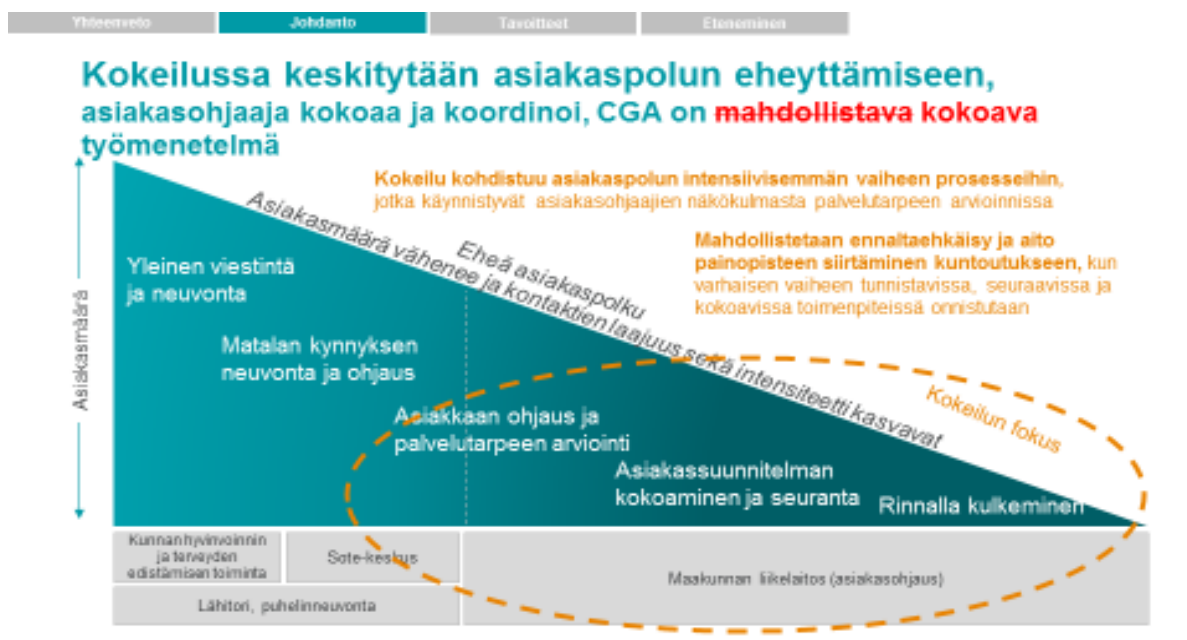 Yhteenveto
Johdanto
Tavoitteet
Eteneminen
Kokeilussa keskitytään asiakaspolun eheyttämiseen,
asiakasohjaaja kokoaa ja koordinoi, CGA on mahdollistava kokoava
työmenetelmä
Kokeilu kohdistuu asiakaspolun intensiivisemmän vaiheen prosesseihin,
jotka käynnistyvät asiakasohjaajien näkökulmasta palvelutarpeen arvioinnissa
Mahdollistetaan ennaltaehkäisy ja aito
painopisteen siirtäminen kuntoutukseen, kun
varhaisen vaiheen tunnistavissa, seuraavissa ja
kokoavissa toimenpiteissä onnistutaan
Eheä asiakaspolku
Asiakasmäärä vähenee ja kontaktien laajuus sekä intensiteetti kasvavat
Asiakasmäärä
Yleinen viestintä
ja neuvonta
Matalan kynnyksen
neuvonta ja ohjaus
Asiakkaan ohjaus ja
palvelutarpeen arviointi
Asiakassuunnitelman
kokoaminen ja seuranta
Rinnalla kulkeminen
Kokeilun fokus
Kunnan hyvinvoinnin
ja terveyden
edistämisen toiminta
Sote-keskus
Lähitori, puhelinneuvonta
Maakunnan liikelaitos (asiakasohjaus)